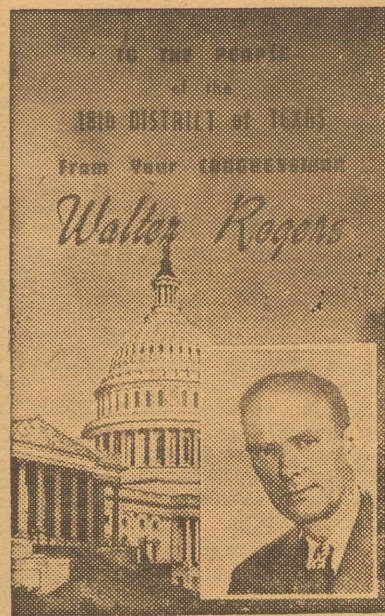 TO THE PEOPLE
of the
18th DISTRICT of TEXAS
From Your CONGRESSMAN
Walter Rogers